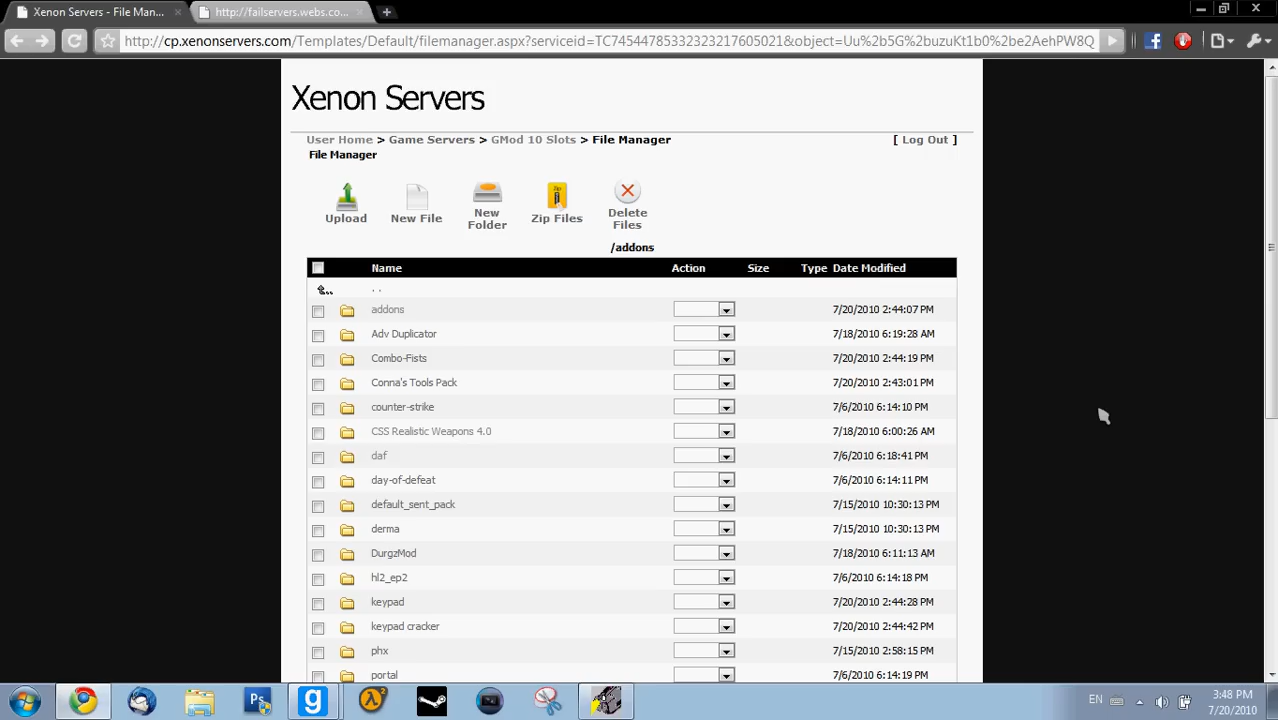 Xenon Servers - File Man...
http://failservers.webs.co...
http://cp.xenonservers.com/Templates/Default/filemanager.aspx?serviceid=TC74544785332323217605021&object=Uu%2b5G%2buzuKt1b0%2be2AehPW8Q
Xenon Servers
User Home > Game Servers > GMod 10 Slots > File Manager [ Log Out ]
File Manager
Upload New File New Folder Zip Files Delete Files
/addons
Name Action Size Type Date Modified
. .
addons 7/20/2010 2:44:07 PM
Adv Duplicator 7/18/2010 6:19:28 AM
Combo-Fists 7/20/2010 2:44:19 PM
Conna's Tools Pack 7/20/2010 2:43:01 PM
counter-strike 7/6/2010 6:14:10 PM
CSS Realistic Weapons 4.0 7/18/2010 6:00:26 AM
daf 7/6/2010 6:18:41 PM
day-of-defeat 7/6/2010 6:14:11 PM
default_sent_pack 7/15/2010 10:30:13 PM
derma 7/15/2010 10:30:13 PM
DurgzMod 7/18/2010 6:11:13 AM
hl2_ep2 7/6/2010 6:14:18 PM
keypad 7/20/2010 2:44:28 PM
keypad cracker 7/20/2010 2:44:42 PM
phx 7/15/2010 2:58:15 PM
portal 7/6/2010 6:14:19 PM
EN
3:48 PM
7/20/2010